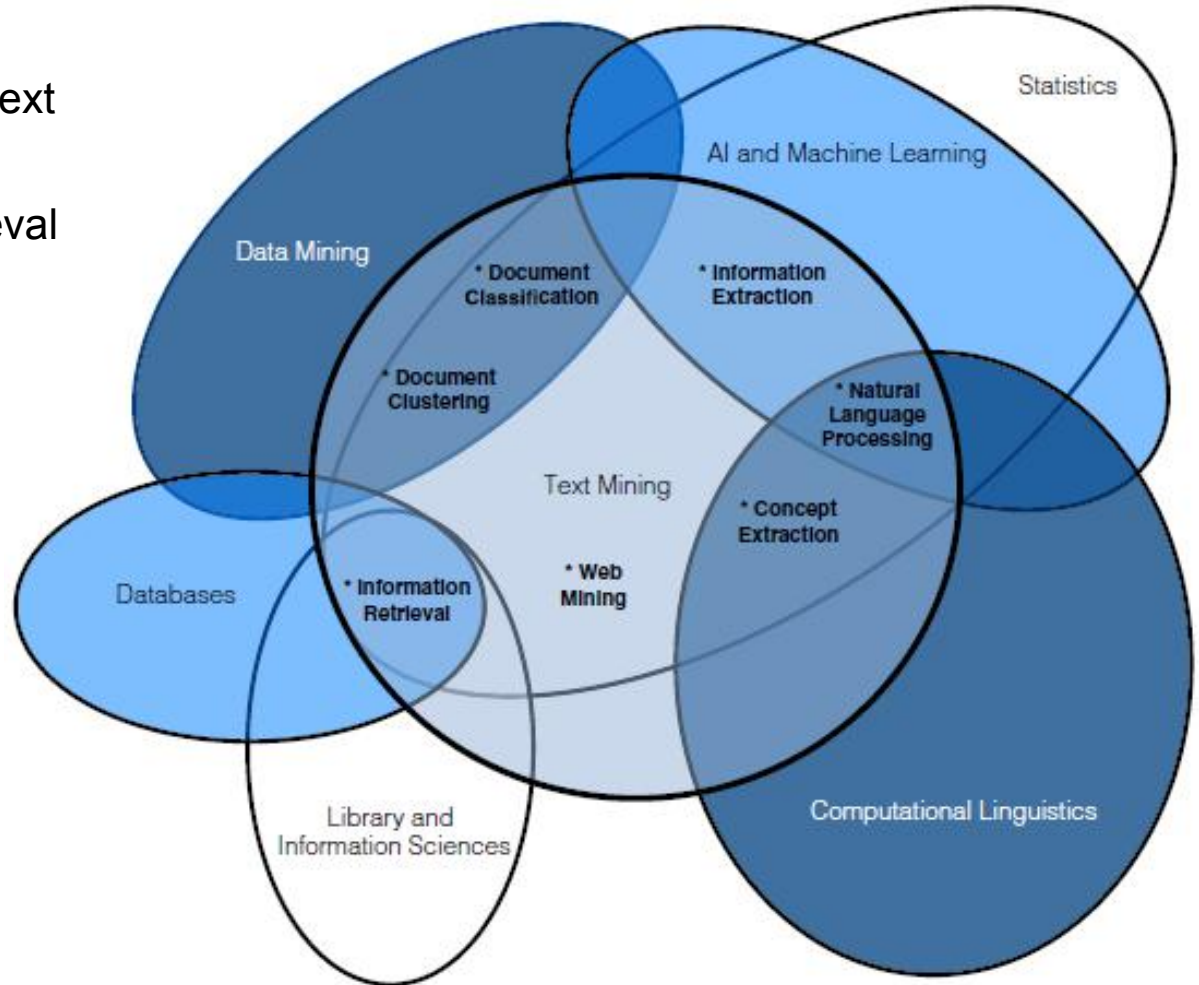 ext
eval
Statistics
AI and Machine Learning
Data Mining
* Document
Classification
* Information
Extraction
* Document
Clustering
* Natural
Language
Processing
Text Mining
* Concept
Extraction
* Web
Mining
Databases
* Information
Retrieval
Library and
Information Sciences
Computational Linguistics